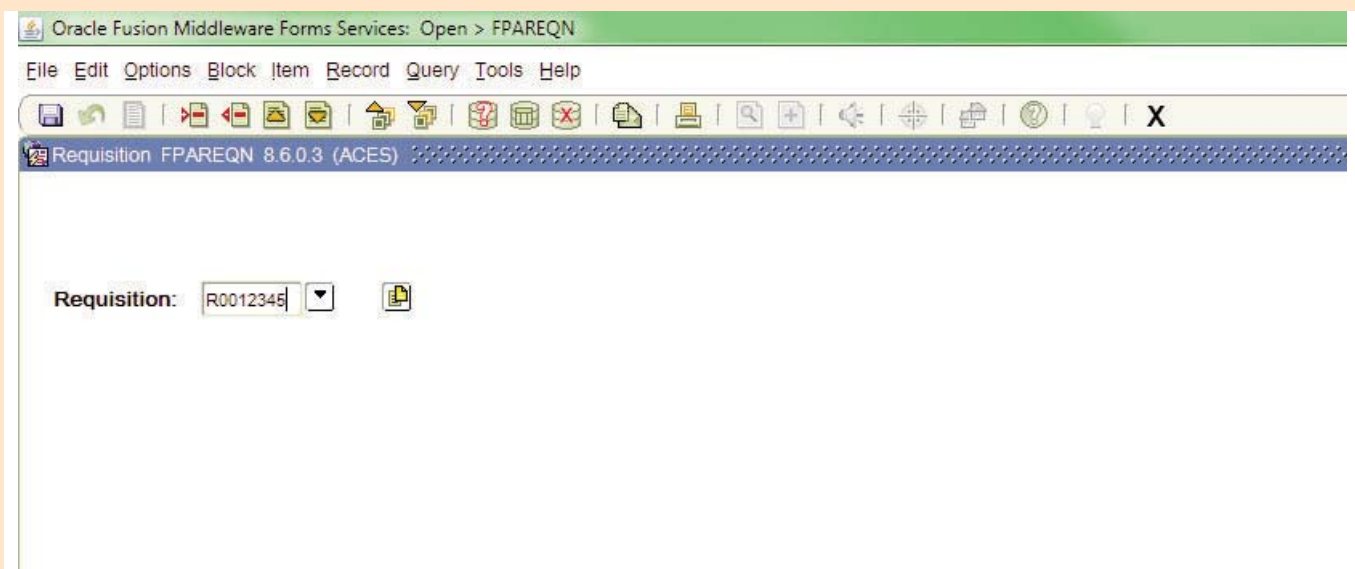 Oracle Fusion Middleware Forms Services: Open > FPAREQN
File Edit Options Block Item Record Query Tools Help
X
Requisition FPAREQN 8.6.0.3 (ACES)
Requisition: R0012345